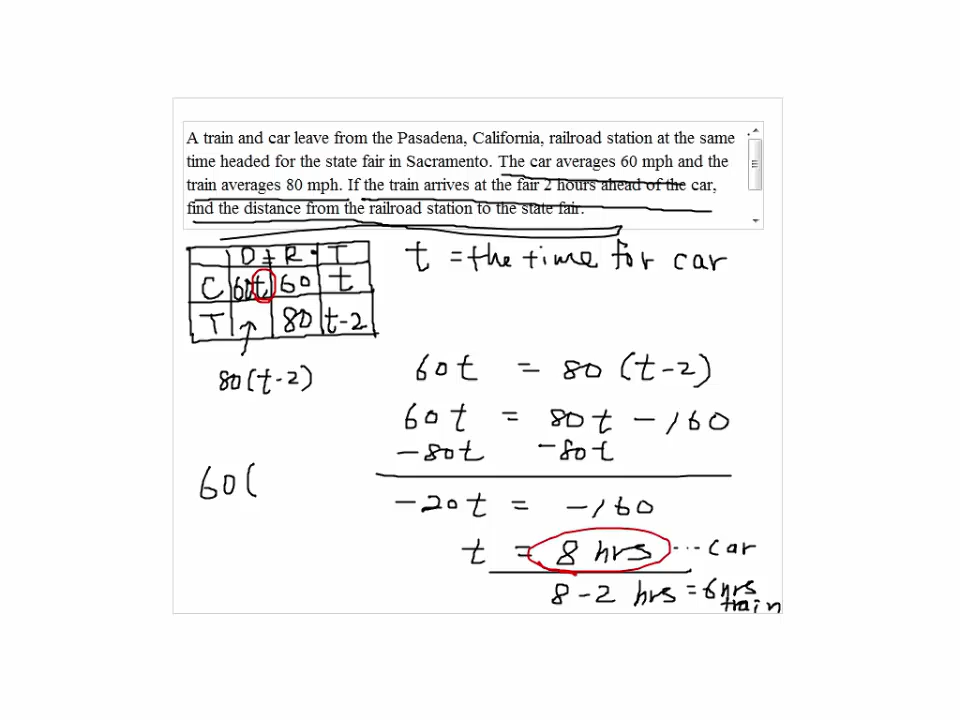 A train and car leave from the Pasadena, California, railroad station at the same
time headed for the state fair in Sacramento. The car averages 60 mph and the
train averages 80 mph. If the train arrives at the fair 2 hours ahead of the car,
find the distance from the railroad station to the state fair.
D = R · T
C 60t 60 t
T 80 t-2
80(t-2)
t = the time for car
60t = 80(t-2)
60t = 80t - 160
-80t -80t
-20t = -160
t = 8 hrs ... car
8-2 hrs = 6hrs
train
60(